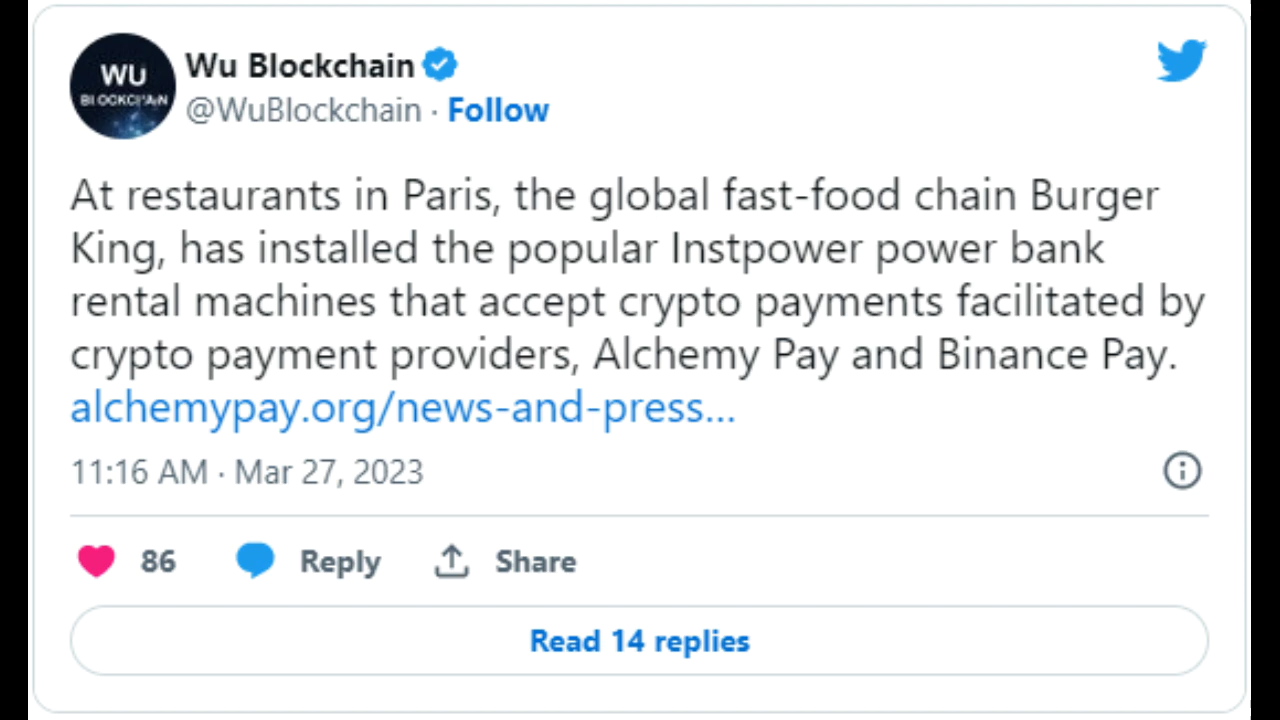 WU
BLOCKCHAIN
Wu Blockchain
@WuBlockchain · Follow
At restaurants in Paris, the global fast-food chain Burger
King, has installed the popular Instpower power bank
rental machines that accept crypto payments facilitated by
crypto payment providers, Alchemy Pay and Binance Pay.
alchemypay.org/news-and-press...
11:16 AM · Mar 27, 2023
86 Reply Share
Read 14 replies